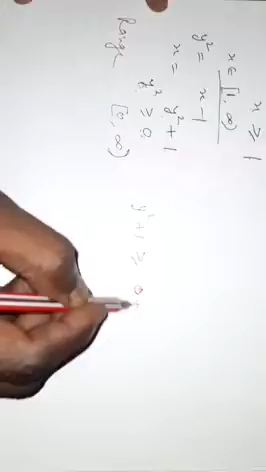 x ≥ 1
x ∈ [1, ∞)
y² = x - 1
x = y² + 1
y² ≥ 0
Range [0, ∞)
y² + 1 ≥ 0 +